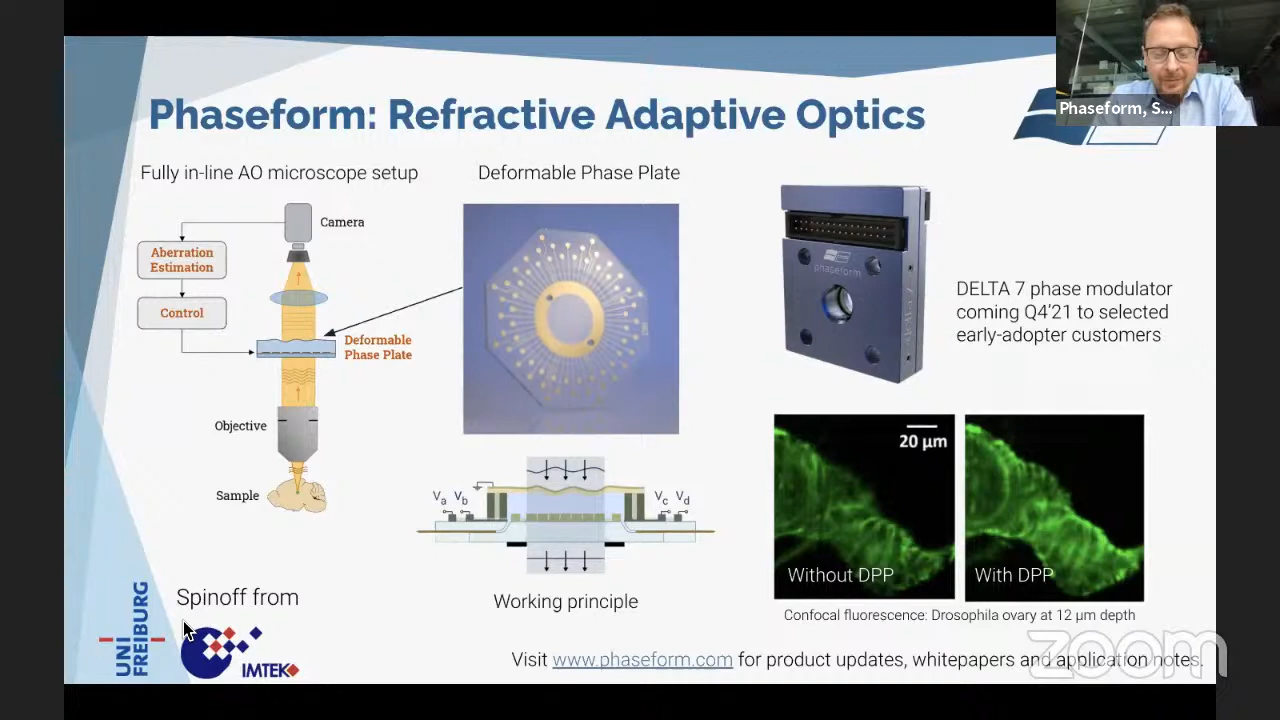 Phaseform: Refractive Adaptive Optics
Phaseform, S...
Fully in-line AO microscope setup
Deformable Phase Plate
Camera
Aberration
Estimation
Control
Deformable
Phase Plate
Objective
Sample
phaseform
DELTA 7 phase modulator
coming Q4'21 to selected
early-adopter customers
Va Vb
Vc Vd
Working principle
20 µm
Without DPP
With DPP
Confocal fluorescence: Drosophila ovary at 12 µm depth
Spinoff from
UNI
FREIBURG
IMTEK
Visit www.phaseform.com for product updates, whitepapers and application notes.
zoom